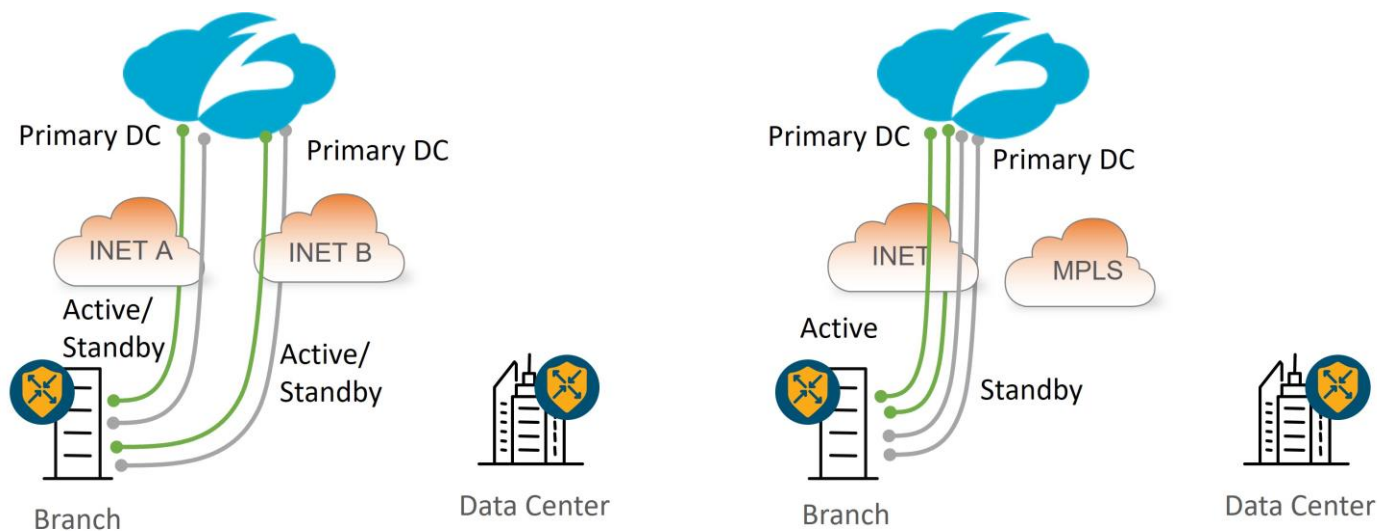 Primary DC
Primary DC
INET A
INET B
Active/
Standby
Active/
Standby
Branch
Data Center
Primary DC
Primary DC
INET
MPLS
Active
Standby
Branch
Data Center